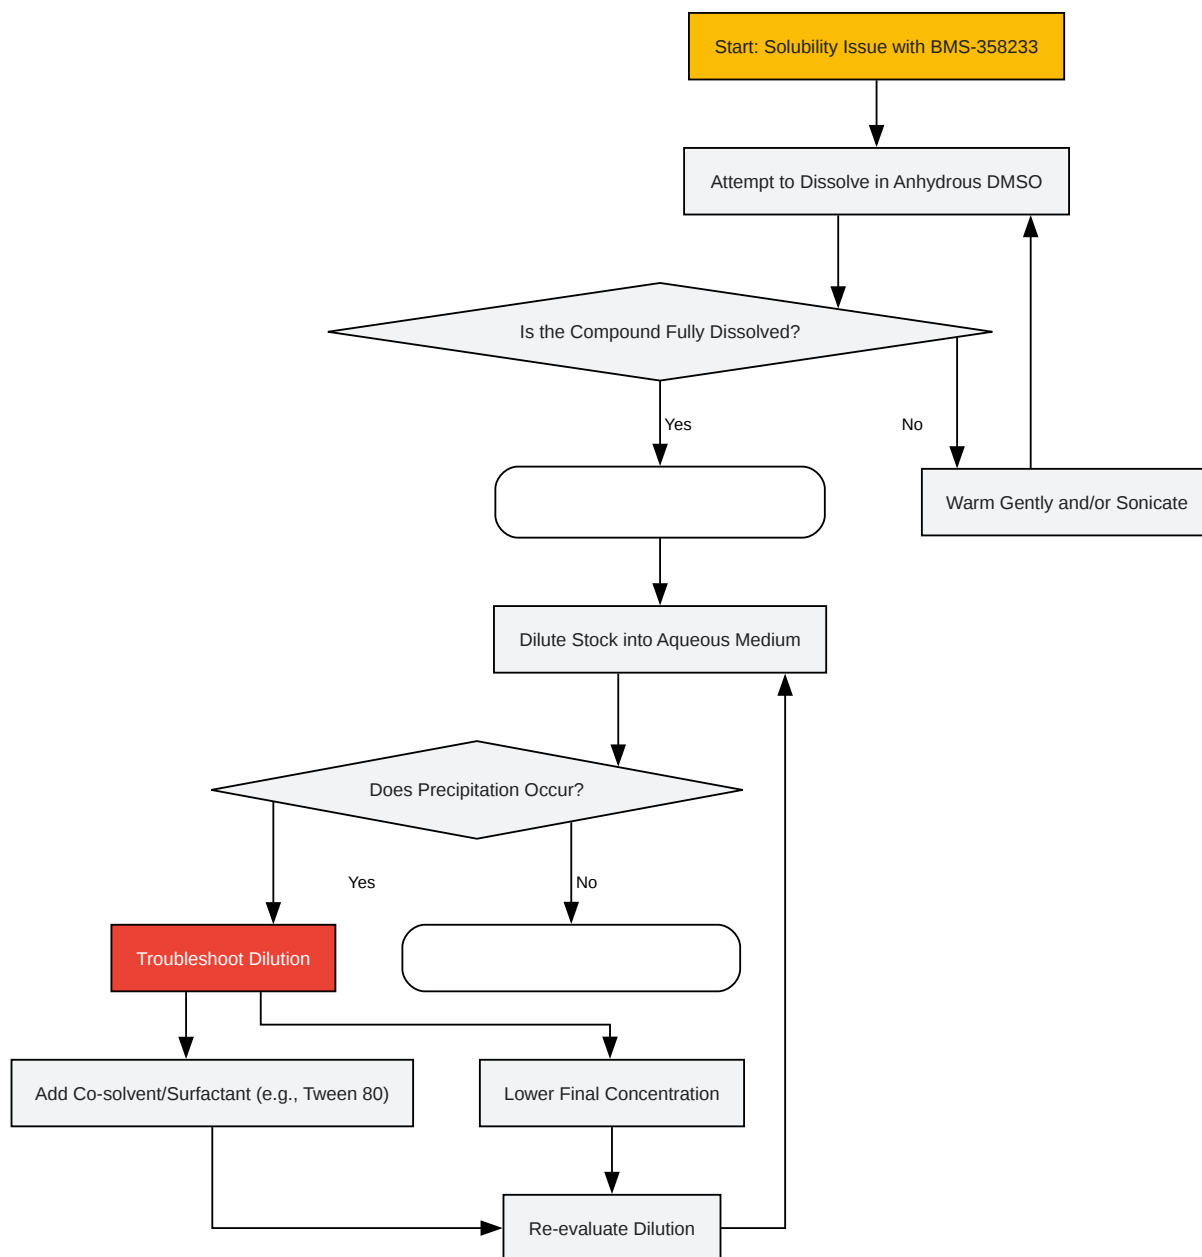 Start: Solubility Issue with BMS-358233
Attempt to Dissolve in Anhydrous DMSO
Is the Compound Fully Dissolved?
Yes
No
Warm Gently and/or Sonicate
Dilute Stock into Aqueous Medium
Does Precipitation Occur?
Yes
No
Troubleshoot Dilution
Add Co-solvent/Surfactant (e.g., Tween 80)
Lower Final Concentration
Re-evaluate Dilution